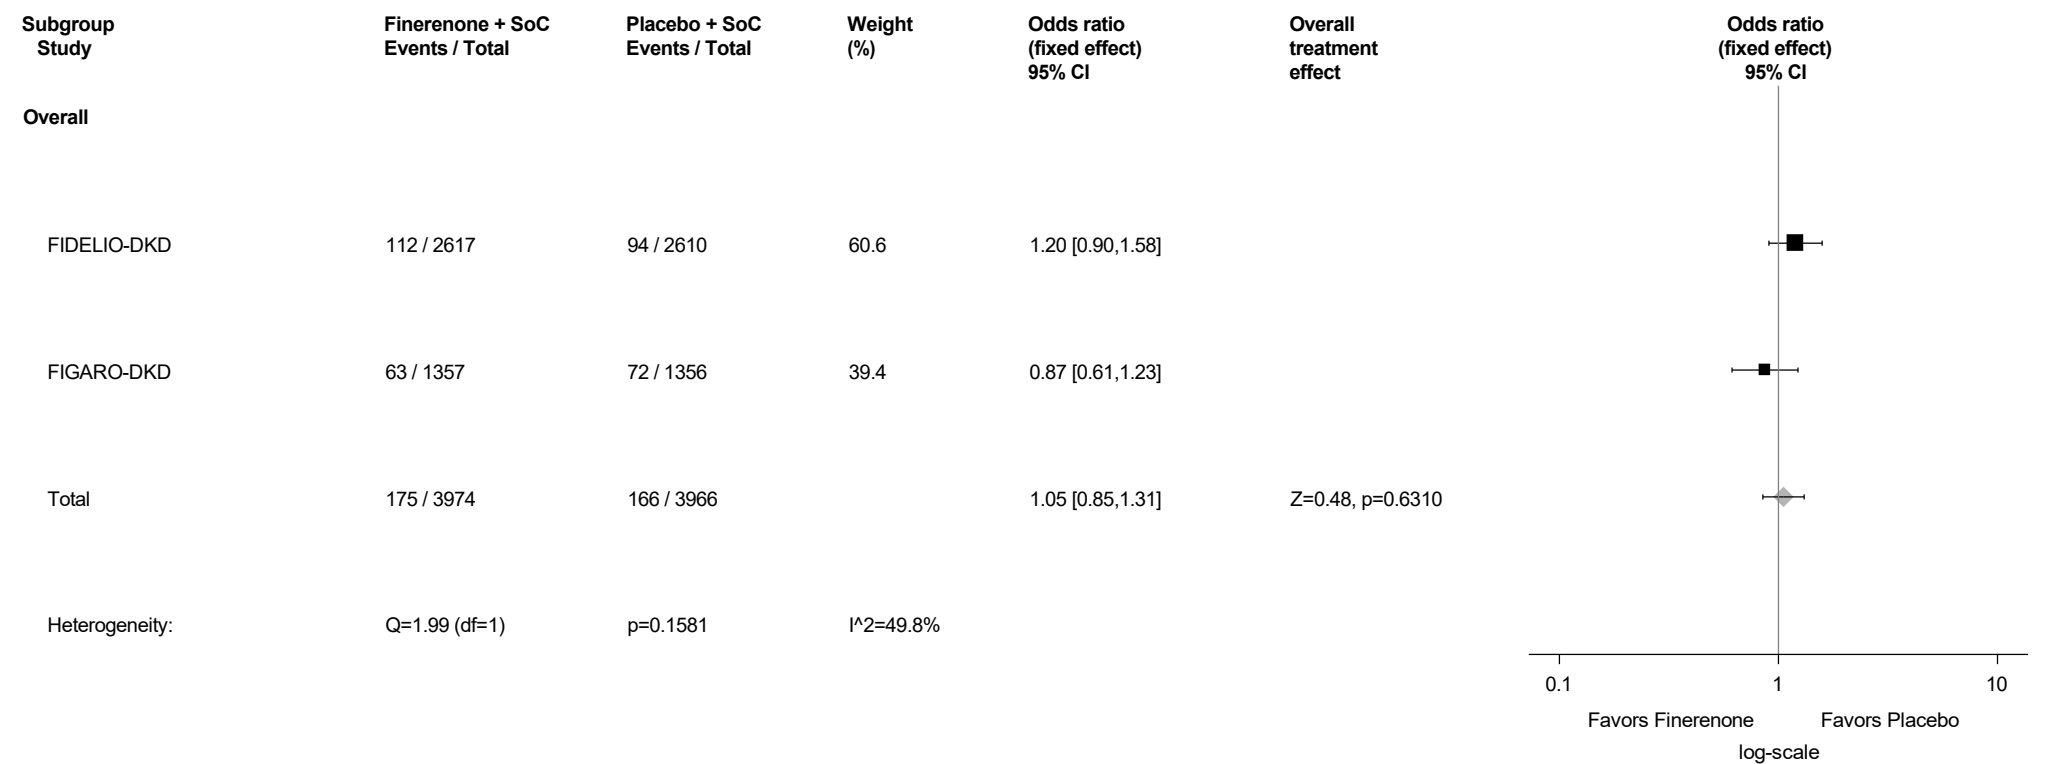 Subgroup Finerenone + SoC Placebo + SoC Weight Odds ratio Overall Odds ratio
Study Events / Total Events / Total (%) (fixed effect) treatment (fixed effect)
95% CI effect 95% CI
Overall
FIDELIO-DKD 112 / 2617 94 / 2610 60.6 1.20 [0.90,1.58]
FIGARO-DKD 63 / 1357 72 / 1356 39.4 0.87 [0.61,1.23]
Total 175 / 3974 166 / 3966 1.05 [0.85,1.31] Z=0.48, p=0.6310
Heterogeneity: Q=1.99 (df=1) p=0.1581 I^2=49.8%
0.1 1 10
Favors Finerenone Favors Placebo
log-scale